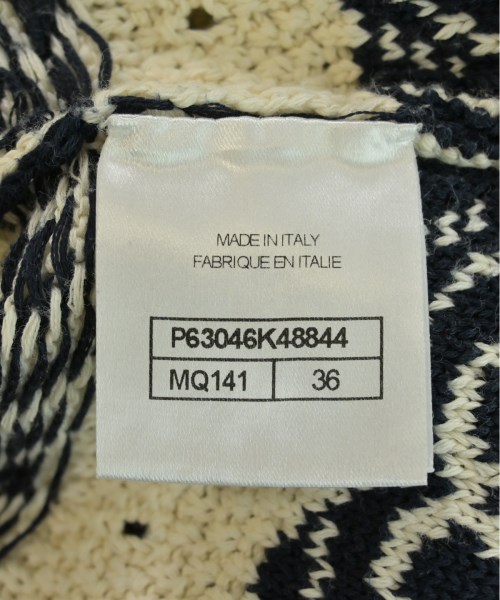 MADE IN ITALY
FABRIQUE EN ITALIE
P63046K48844
MQ141 36